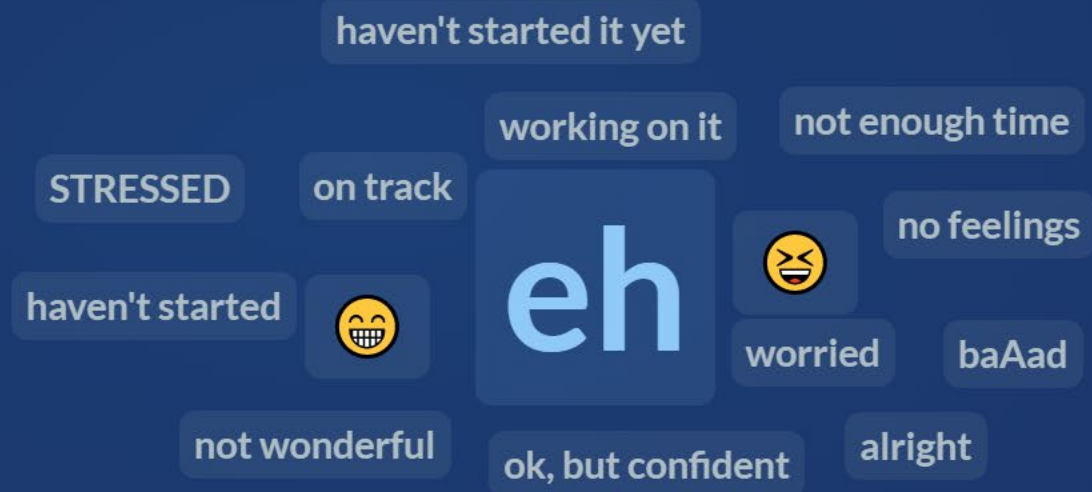 haven't started it yet
working on it
not enough time
STRESSED
on track
eh
no feelings
haven't started
worried
baAad
not wonderful
ok, but confident
alright